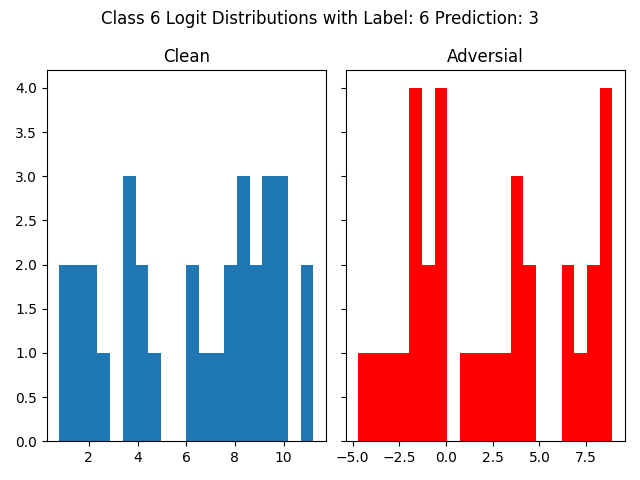 Class 6 Logit Distributions with Label: 6 Prediction: 3
Clean
Adversial
4.0
3.5
3.0
2.5
2.0
1.5
1.0
0.5
0.0
2 4 6 8 10
−5.0 −2.5 0.0 2.5 5.0 7.5